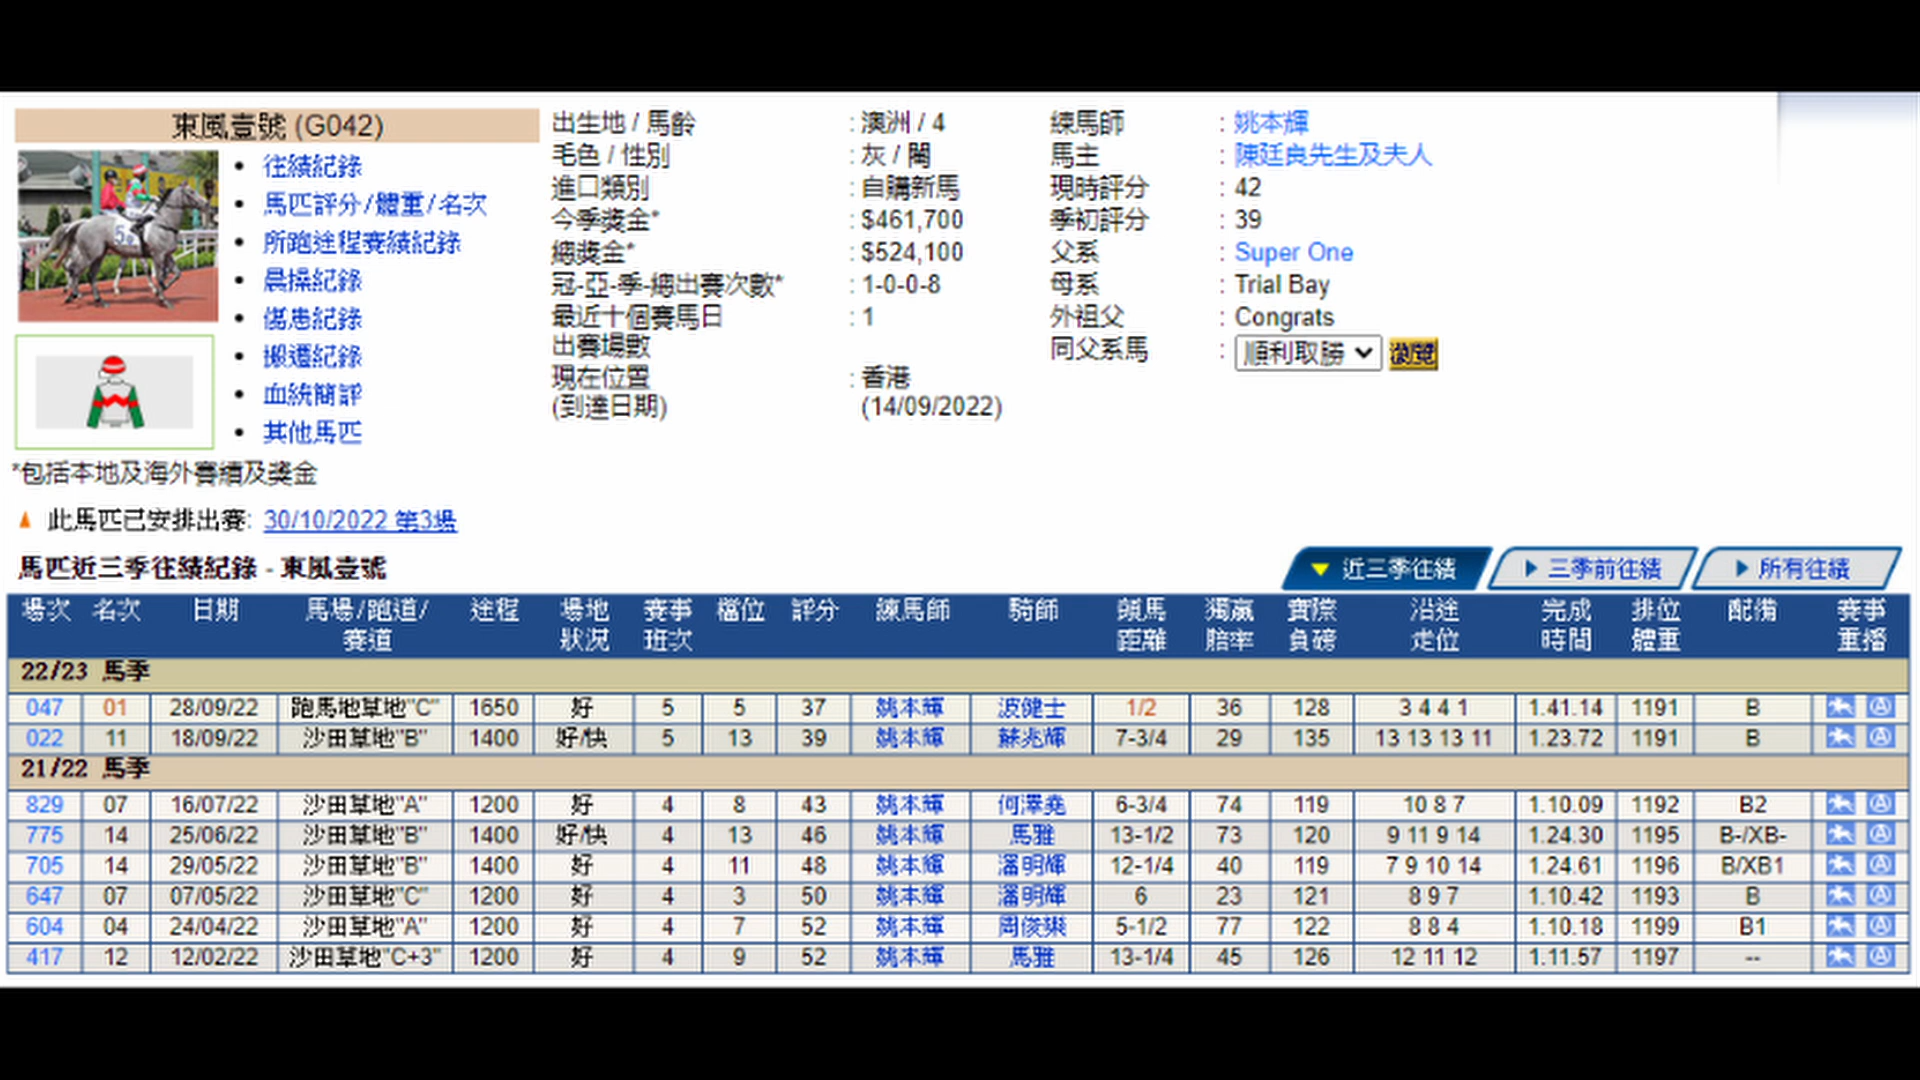 東風壹號 (G042)
往績紀錄
馬匹評分/體重/名次
所跑途程賽績紀錄
晨操紀錄
傷患紀錄
搬遷紀錄
血統簡評
其他馬匹
出生地 / 馬齡 : 澳洲 / 4
毛色 / 性別 : 灰 / 閹
進口類別 : 自購新馬
今季獎金* : $461,700
總獎金* : $524,100
冠-亞-季-總出賽次數* : 1-0-0-8
最近十個賽馬日 : 1
出賽場數
現在位置 : 香港
(到達日期) (14/09/2022)
練馬師 : 姚本輝
馬主 : 陳廷良先生及夫人
現時評分 : 42
季初評分 : 39
父系 : Super One
母系 : Trial Bay
外祖父 : Congrats
同父系馬 : 順利取勝 瀏覽
*包括本地及海外賽績及獎金
此馬匹已安排出賽: 30/10/2022 第3場
馬匹近三季往績紀錄 - 東風壹號
近三季往績 三季前往績 所有往績
場次 名次 日期 馬場/跑道/賽道 途程 場地狀況 賽事班次 檔位 評分 練馬師 騎師 頭馬距離 獨贏賠率 實際負磅 沿途走位 完成時間 排位體重 配備 賽事重播
22/23 馬季
047 01 28/09/22 跑馬地草地"C" 1650 好 5 5 37 姚本輝 波健士 1/2 36 128 3 4 4 1 1.41.14 1191 B
022 11 18/09/22 沙田草地"B" 1400 好/快 5 13 39 姚本輝 蘇兆輝 7-3/4 29 135 13 13 13 11 1.23.72 1191 B
21/22 馬季
829 07 16/07/22 沙田草地"A" 1200 好 4 8 43 姚本輝 何澤堯 6-3/4 74 119 10 8 7 1.10.09 1192 B2
775 14 25/06/22 沙田草地"B" 1400 好/快 4 13 46 姚本輝 馬雅 13-1/2 73 120 9 11 9 14 1.24.30 1195 B-/XB-
705 14 29/05/22 沙田草地"B" 1400 好 4 11 48 姚本輝 潘明輝 12-1/4 40 119 7 9 10 14 1.24.61 1196 B/XB1
647 07 07/05/22 沙田草地"C" 1200 好 4 3 50 姚本輝 潘明輝 6 23 121 8 9 7 1.10.42 1193 B
604 04 24/04/22 沙田草地"A" 1200 好 4 7 52 姚本輝 周俊樂 5-1/2 77 122 8 8 4 1.10.18 1199 B1
417 12 12/02/22 沙田草地"C+3" 1200 好 4 9 52 姚本輝 馬雅 13-1/4 45 126 12 11 12 1.11.57 1197 --